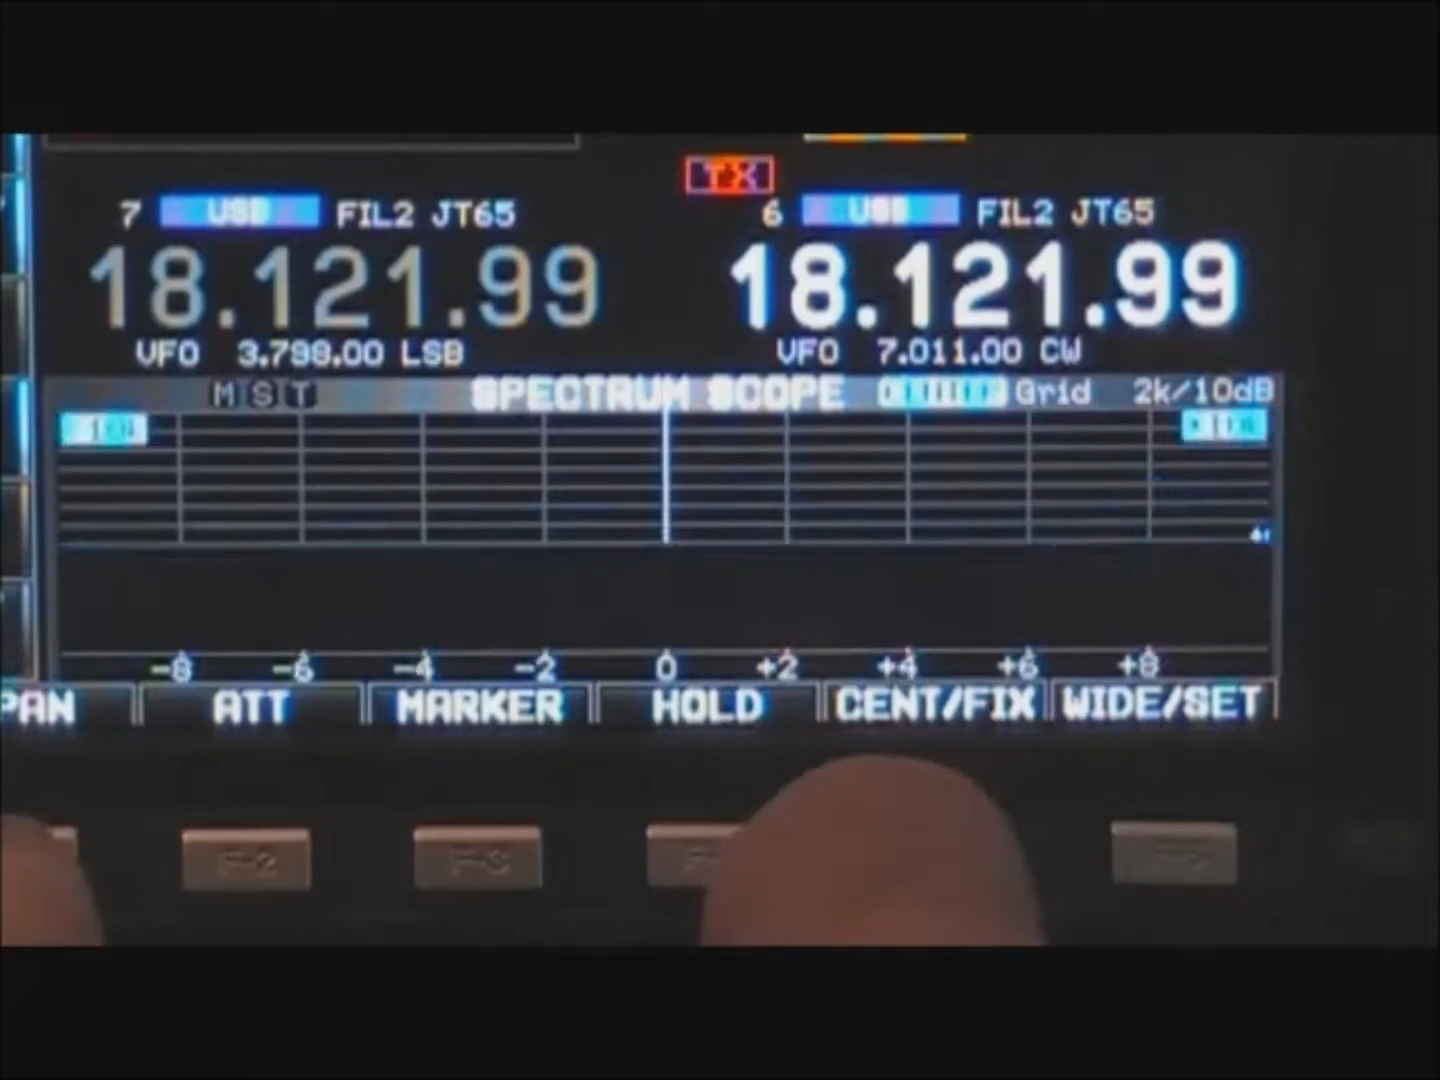 TX
7 USB FIL2 JT65 6 USB FIL2 JT65
18.121.99 18.121.99
VFO 3.798.00 LSB VFO 7.011.00 CW
M S T SPECTRUM SCOPE Grid 2k/10dB
-8 -6 -4 -2 0 +2 +4 +6 +8
PAN ATT MARKER HOLD CENT/FIX WIDE/SET
F-2 F-3